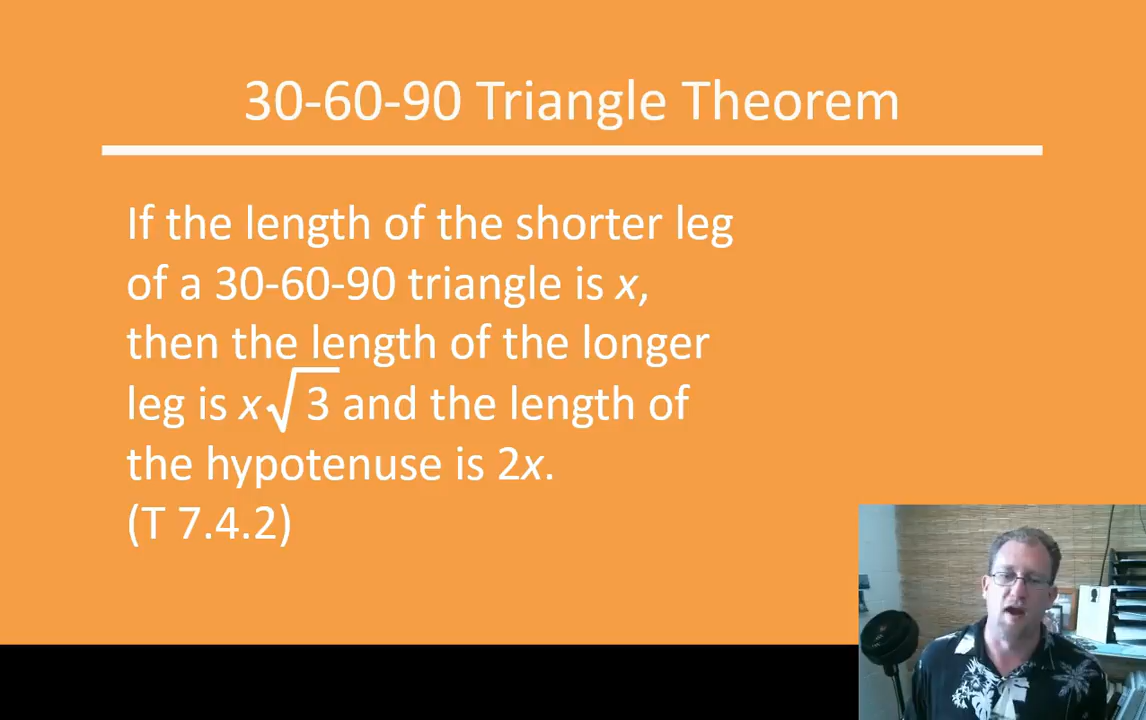 30-60-90 Triangle Theorem
If the length of the shorter leg
of a 30-60-90 triangle is x,
then the length of the longer
leg is x√3 and the length of
the hypotenuse is 2x.
(T 7.4.2)